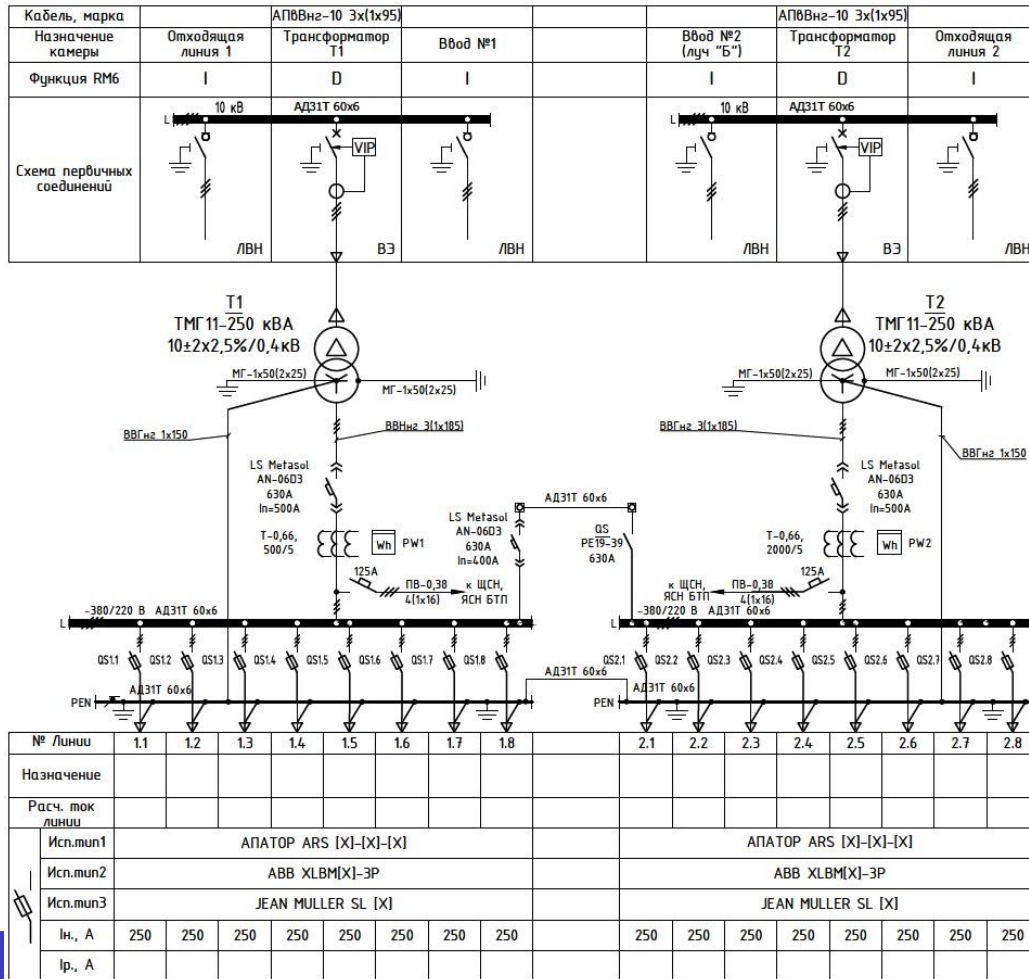 Кабель, марка
АПвВнг-10 3х(1х95)
АПвВнг-10 3х(1х95)
Назначение
камеры
Отходящая
линия 1
Трансформатор
Т1
Ввод №1
Ввод №2
(луч "Б")
Трансформатор
Т2
Отходящая
линия 2
Функция RM6
I
D
I
I
D
I
Схема первичных
соединений
L
10 кВ
АД31Т 60х6
VIP
ЛВН
ВЭ
ЛВН
L
10 кВ
АД31Т 60х6
VIP
ЛВН
ВЭ
ЛВН
Т1
ТМГ11-250 кВА
10±2х2,5%/0,4кВ
Т2
ТМГ11-250 кВА
10±2х2,5%/0,4кВ
МГ-1х50(2х25)
МГ-1х50(2х25)
МГ-1х50(2х25)
МГ-1х50(2х25)
ВВГнг 1х150
ВВНнг 3(1х185)
ВВГнг 3(1х185)
ВВГнг 1х150
LS Metasol
AN-06D3
630А
In=500А
LS Metasol
AN-06D3
630А
In=400А
АД31Т 60х6
QS
РЕ19-39
630А
LS Metasol
AN-06D3
630А
In=500А
Т-0,66,
500/5
Wh PW1
Т-0,66,
2000/5
Wh PW2
125А
ПВ-0,38
4(1х16)
к ЩСН,
ЯСН БТП
к ЩСН,
ЯСН БТП
ПВ-0,38
4(1х16)
125А
L
~380/220 В АД31Т 60х6
L
~380/220 В АД31Т 60х6
QS1.1 QS1.2 QS1.3 QS1.4 QS1.5 QS1.6 QS1.7 QS1.8
QS2.1 QS2.2 QS2.3 QS2.4 QS2.5 QS2.6 QS2.7 QS2.8
PEN
АД31Т 60х6
АД31Т 60х6
PEN
АД31Т 60х6
№ Линии 1.1 1.2 1.3 1.4 1.5 1.6 1.7 1.8 2.1 2.2 2.3 2.4 2.5 2.6 2.7 2.8
Назначение
Расч. ток
линии
Исп.тип1 АПАТОР ARS [X]-[X]-[X] АПАТОР ARS [X]-[X]-[X]
Исп.тип2 ABB XLBM[X]-3P ABB XLBM[X]-3P
Исп.тип3 JEAN MULLER SL [X] JEAN MULLER SL [X]
Iн., А 250 250 250 250 250 250 250 250 250 250 250 250 250 250 250 250
Iр., А